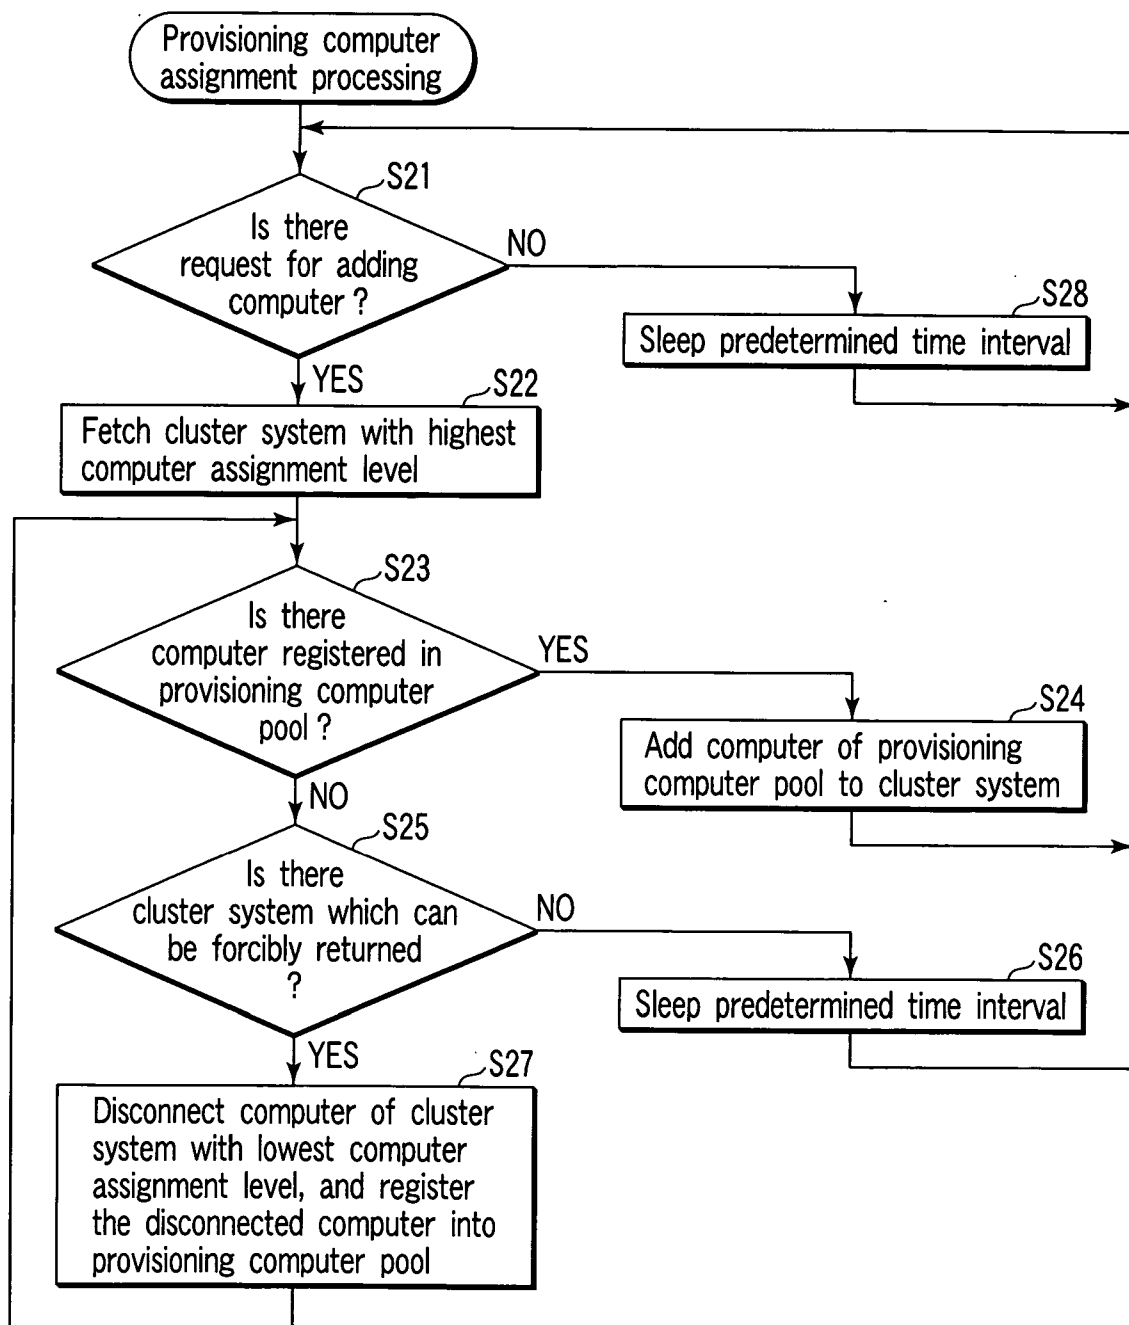 Provisioning computer
assignment processing
S21
Is there
request for adding
computer ?
NO
S28
Sleep predetermined time interval
YES
S22
Fetch cluster system with highest
computer assignment level
S23
Is there
computer registered in
provisioning computer
pool ?
YES
S24
Add computer of provisioning
computer pool to cluster system
NO
S25
Is there
cluster system which can
be forcibly returned
?
NO
S26
Sleep predetermined time interval
YES
S27
Disconnect computer of cluster
system with lowest computer
assignment level, and register
the disconnected computer into
provisioning computer pool